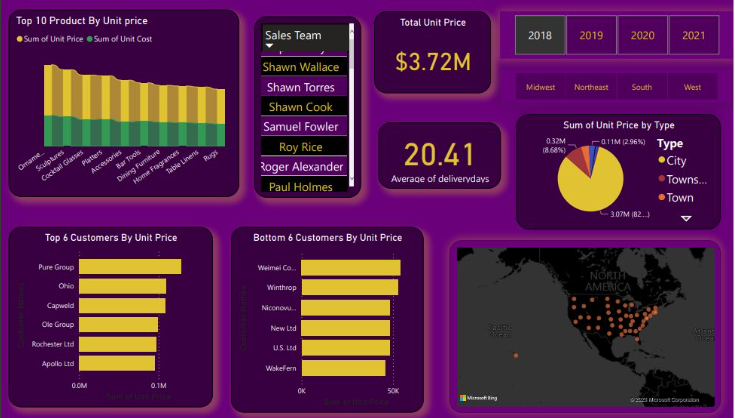 Top 10 Product By Unit price
Sum of Unit Price Sum of Unit Cost
Orname...
Sculptures
Cocktail Glasses
Platters
Accessories
Bar Tools
Dining Furniture
Home Fragrances
Table Linens
Rugs
Sales Team
Shawn Wallace
Shawn Torres
Shawn Cook
Samuel Fowler
Roy Rice
Roger Alexander
Paul Holmes
Total Unit Price
$3.72M
20.41
Average of deliverydays
2018 2019 2020 2021
Midwest Northeast South West
Sum of Unit Price by Type
0.32M
(8.68%)
0.11M (2.96%)
3.07M (82...)
Type
City
Towns...
Town
Top 6 Customers By Unit Price
Pure Group
Ohio
Capweld
Ole Group
Rochester Ltd
Apollo Ltd
0.0M 0.1M
Sum of Unit Price
Bottom 6 Customers By Unit Price
Weimei Co...
Winthrop
Niconovu...
New Ltd
U.S. Ltd
WakeFern
0K 50K
Sum of Unit Price
NORTH
AMERICA
Pacific
Ocean
Microsoft Bing
© 2023 Microsoft Corporation